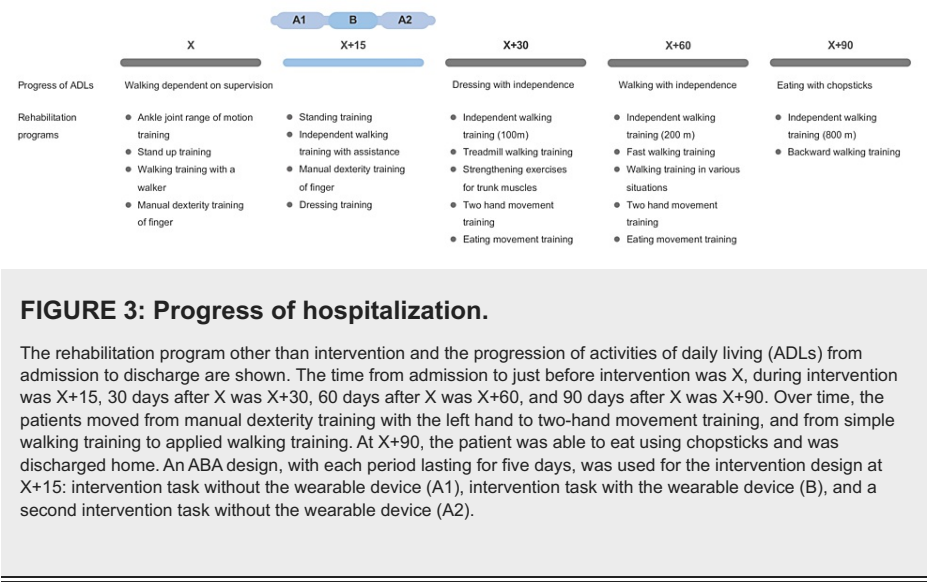 A1 B A2
X X+15 X+30 X+60 X+90
Progress of ADLs Walking dependent on supervision Dressing with independence Walking with independence Eating with chopsticks
Rehabilitation
programs
● Ankle joint range of motion
training
● Stand up training
● Walking training with a
walker
● Manual dexterity training
of finger
● Standing training
● Independent walking
training with assistance
● Manual dexterity training
of finger
● Dressing training
● Independent walking
training (100m)
● Treadmill walking training
● Strengthening exercises
for trunk muscles
● Two hand movement
training
● Eating movement training
● Independent walking
training (200 m)
● Fast walking training
● Walking training in various
situations
● Two hand movement
training
● Eating movement training
● Independent walking
training (800 m)
● Backward walking training
FIGURE 3: Progress of hospitalization.
The rehabilitation program other than intervention and the progression of activities of daily living (ADLs) from
admission to discharge are shown. The time from admission to just before intervention was X, during intervention
was X+15, 30 days after X was X+30, 60 days after X was X+60, and 90 days after X was X+90. Over time, the
patients moved from manual dexterity training with the left hand to two-hand movement training, and from simple
walking training to applied walking training. At X+90, the patient was able to eat using chopsticks and was
discharged home. An ABA design, with each period lasting for five days, was used for the intervention design at
X+15: intervention task without the wearable device (A1), intervention task with the wearable device (B), and a
second intervention task without the wearable device (A2).